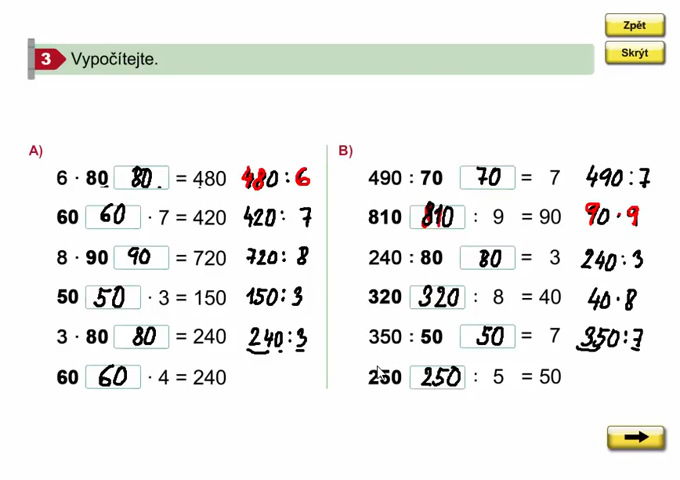 Zpět
3 Vypočítejte.
Skrýt
A)
6 · 80 80 = 480 480 : 6
60 60 · 7 = 420 420 : 7
8 · 90 90 = 720 720 : 8
50 50 · 3 = 150 150 : 3
3 · 80 80 = 240 240 : 3
60 60 · 4 = 240
B)
490 : 70 70 = 7 490 : 7
810 810 : 9 = 90 90 · 9
240 : 80 80 = 3 240 : 3
320 320 : 8 = 40 40 · 8
350 : 50 50 = 7 350 : 7
250 250 : 5 = 50